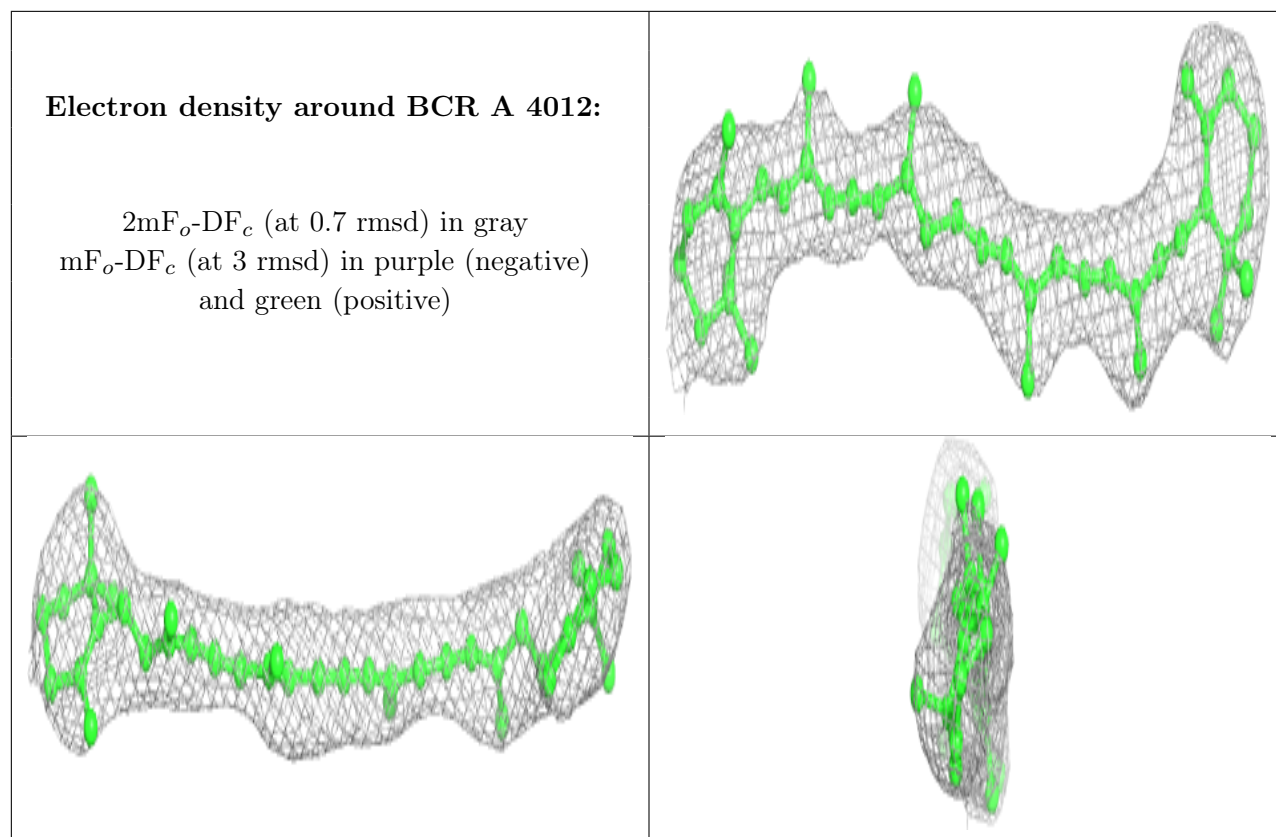 Electron density around BCR A 4012:
2mFo-DFc (at 0.7 rmsd) in gray
mFo-DFc (at 3 rmsd) in purple (negative)
and green (positive)